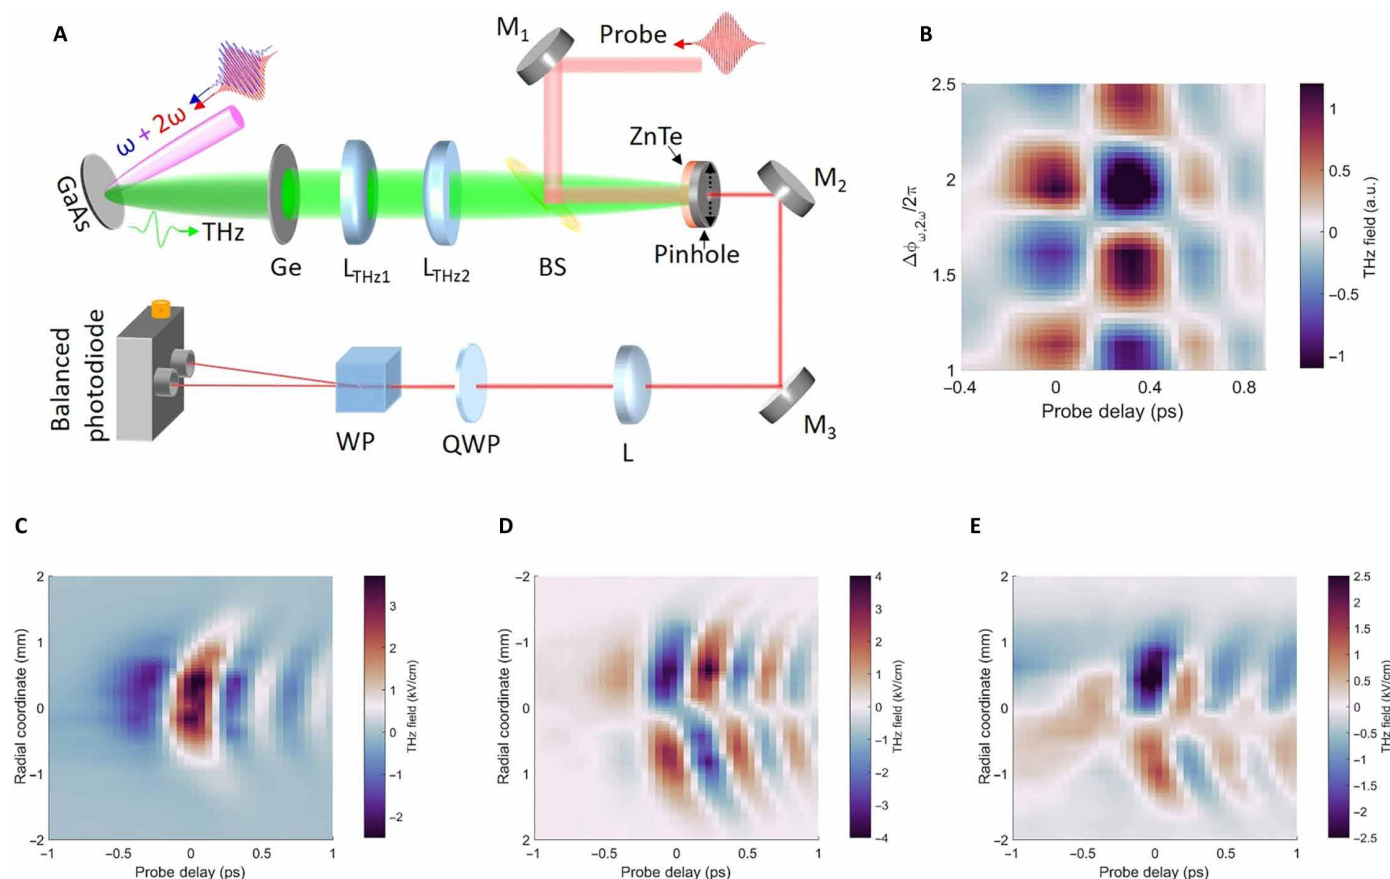 A
ω + 2ω
GaAs
THz
Ge
L_THz1
L_THz2
BS
M₁
Probe
ZnTe
Pinhole
M₂
M₃
L
QWP
WP
Balanced
photodiode
B
2.5
2
1.5
1
Δϕ_ω,2ω/2π
−0.4
0
0.4
0.8
Probe delay (ps)
1
0.5
0
−0.5
−1
THz field (a.u.)
C
2
1
0
−1
−2
Radial coordinate (mm)
−1
−0.5
0
0.5
1
Probe delay (ps)
3
2
1
0
−1
−2
THz field (kV/cm)
D
−2
−1
0
1
2
Radial coordinate (mm)
−1
−0.5
0
0.5
1
Probe delay (ps)
4
3
2
1
0
−1
−2
−3
−4
THz field (kV/cm)
E
2
1
0
−1
−2
Radial coordinate (mm)
−1
−0.5
0
0.5
1
Probe delay (ps)
2.5
2
1.5
1
0.5
0
−0.5
−1
−1.5
−2
−2.5
THz field (kV/cm)